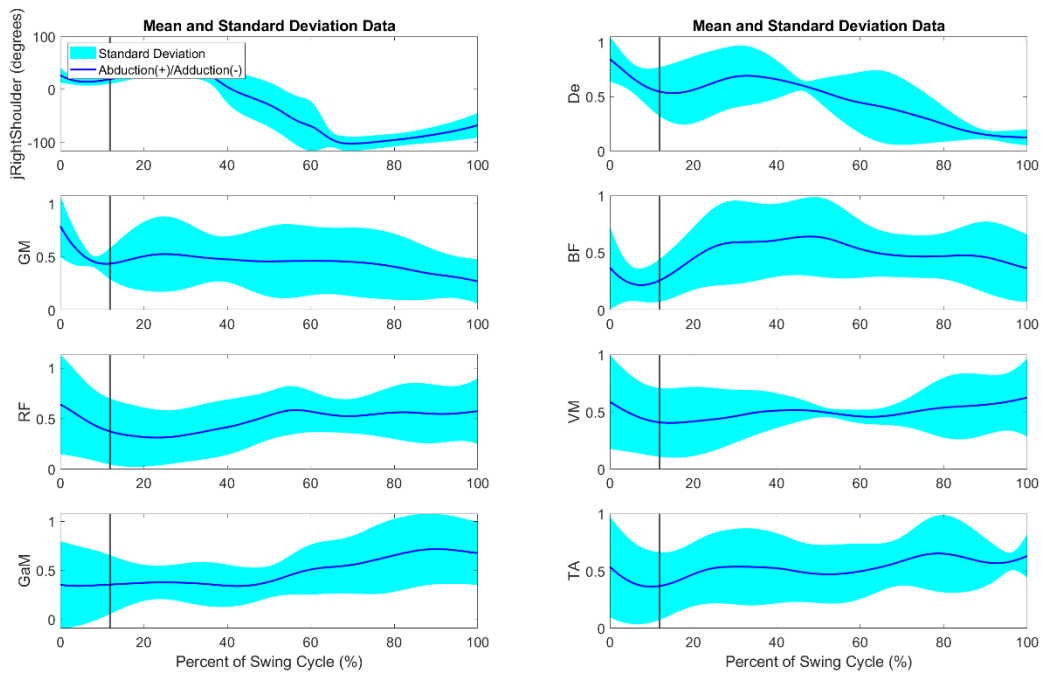 Mean and Standard Deviation Data
jRightShoulder (degrees)
100
0
-100
Standard Deviation
Abduction(+)/Adduction(-)
0 20 40 60 80 100
Mean and Standard Deviation Data
De
1
0.5
0
0 20 40 60 80 100
GM
1
0.5
0
0 20 40 60 80 100
BF
1
0.5
0
0 20 40 60 80 100
RF
1
0.5
0
0 20 40 60 80 100
VM
1
0.5
0
0 20 40 60 80 100
GaM
1
0.5
0
0 20 40 60 80 100
Percent of Swing Cycle (%)
TA
1
0.5
0
0 20 40 60 80 100
Percent of Swing Cycle (%)